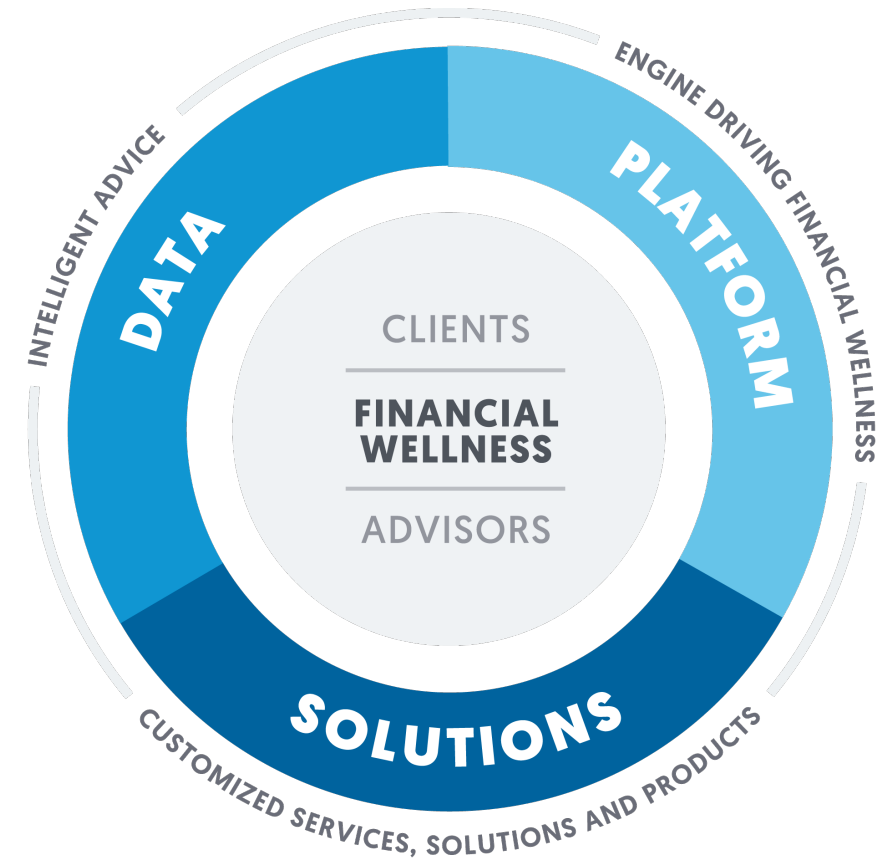 ENGINE DRIVING FINANCIAL WELLNESS
INTELLIGENT ADVICE
PLATFORM
DATA
CLIENTS
FINANCIAL
WELLNESS
ADVISORS
SOLUTIONS
CUSTOMIZED SERVICES, SOLUTIONS AND PRODUCTS